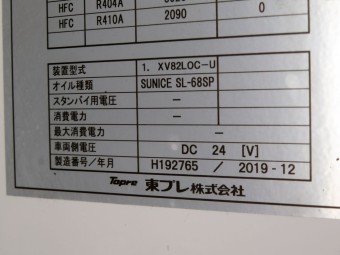 HFC R404A
HFC R410A 2090 0
装置型式 1. XV82LOC-U
オイル種類 SUNICE SL-68SP
スタンバイ用電圧 —
消費電力 —
最大消費電力 —
車両側電圧 DC 24 [V]
製造番号/年月 H192765 / 2019-12
Topre 東プレ株式会社